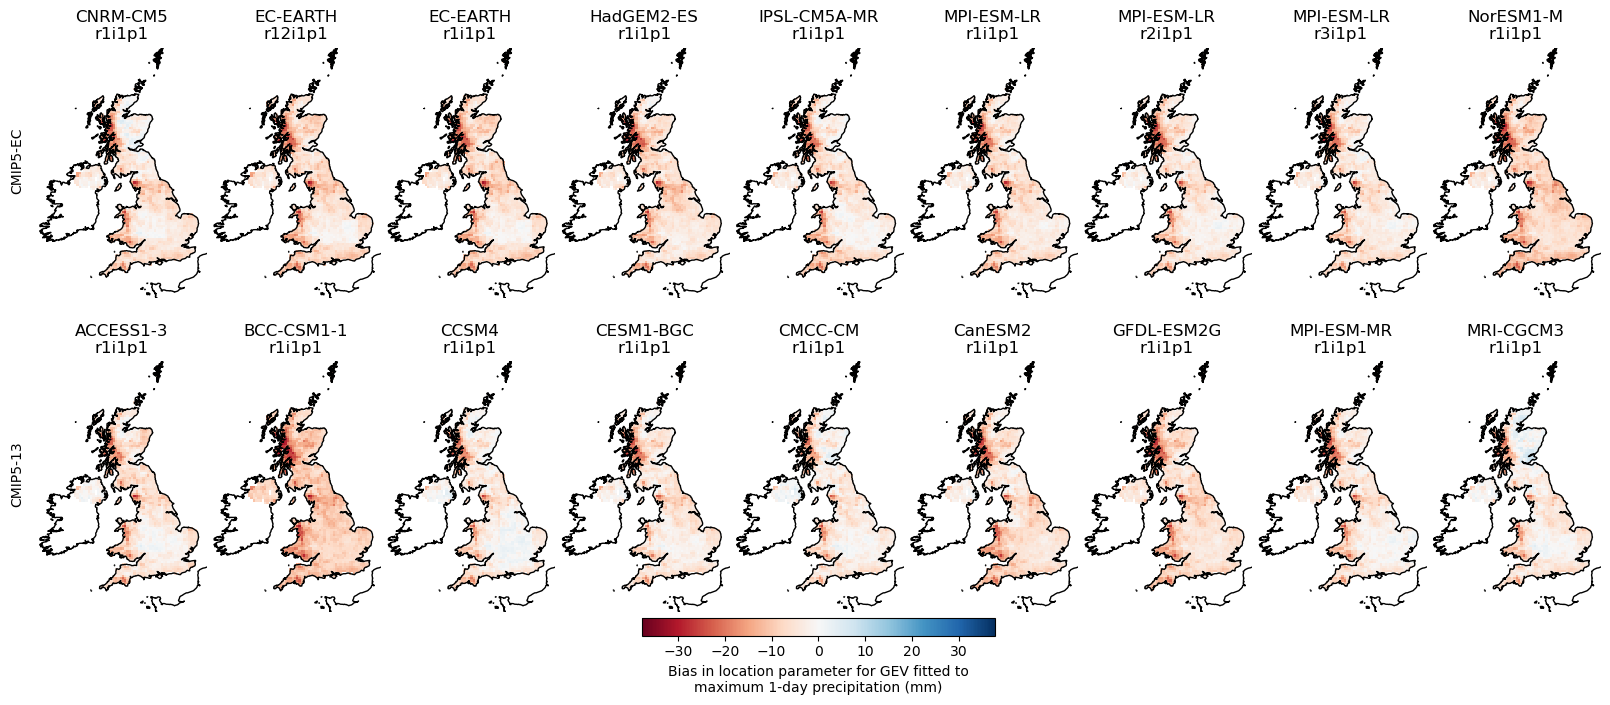 CNRM-CM5 EC-EARTH EC-EARTH HadGEM2-ES IPSL-CM5A-MR MPI-ESM-LR MPI-ESM-LR MPI-ESM-LR NorESM1-M
r1i1p1 r12i1p1 r1i1p1 r1i1p1 r1i1p1 r1i1p1 r2i1p1 r3i1p1 r1i1p1
CMIP5-EC
ACCESS1-3 BCC-CSM1-1 CCSM4 CESM1-BGC CMCC-CM CanESM2 GFDL-ESM2G MPI-ESM-MR MRI-CGCM3
r1i1p1 r1i1p1 r1i1p1 r1i1p1 r1i1p1 r1i1p1 r1i1p1 r1i1p1 r1i1p1
CMIP5-13
−30 −20 −10 0 10 20 30
Bias in location parameter for GEV fitted to
maximum 1-day precipitation (mm)